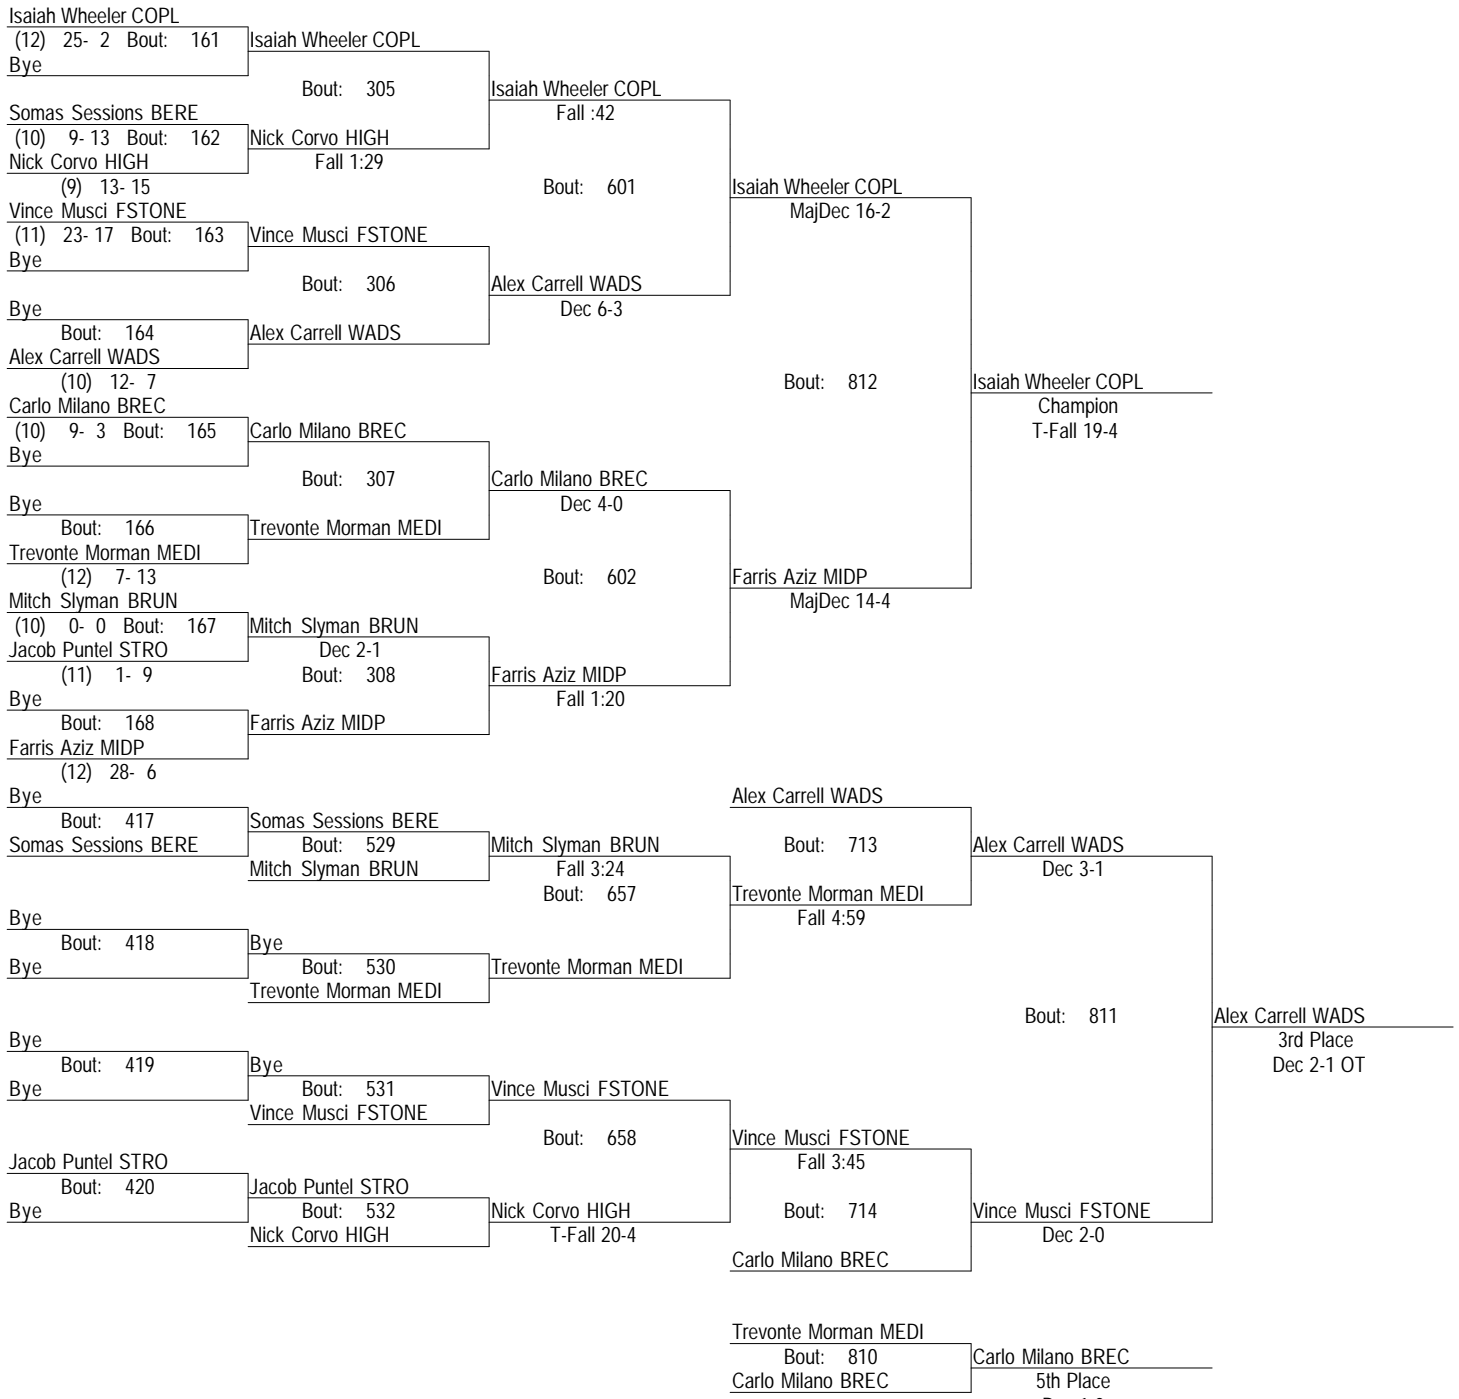 Isaiah Wheeler COPL
(12) 25- 2 Bout: 161 Isaiah Wheeler COPL
Bye
Bout: 305 Isaiah Wheeler COPL
Somas Sessions BERE Fall :42
(10) 9- 13 Bout: 162 Nick Corvo HIGH
Nick Corvo HIGH Fall 1:29
(9) 13- 15 Bout: 601 Isaiah Wheeler COPL
Vince Musci FSTONE MajDec 16-2
(11) 23- 17 Bout: 163 Vince Musci FSTONE
Bye
Bout: 306 Alex Carrell WADS
Bye Dec 6-3
Bout: 164 Alex Carrell WADS
Alex Carrell WADS
(10) 12- 7 Bout: 812 Isaiah Wheeler COPL
Carlo Milano BREC Champion
(10) 9- 3 Bout: 165 Carlo Milano BREC T-Fall 19-4
Bye
Bout: 307 Carlo Milano BREC
Bye Dec 4-0
Bout: 166 Trevonte Morman MEDI
Trevonte Morman MEDI
(12) 7- 13 Bout: 602 Farris Aziz MIDP
Mitch Slyman BRUN MajDec 14-4
(10) 0- 0 Bout: 167 Mitch Slyman BRUN
Jacob Puntel STRO Dec 2-1
(11) 1- 9 Bout: 308 Farris Aziz MIDP
Bye Fall 1:20
Bout: 168 Farris Aziz MIDP
Farris Aziz MIDP
(12) 28- 6
Bye Alex Carrell WADS
Bout: 417 Somas Sessions BERE
Somas Sessions BERE Bout: 529 Mitch Slyman BRUN Bout: 713 Alex Carrell WADS
Mitch Slyman BRUN Fall 3:24 Dec 3-1
Bout: 657 Trevonte Morman MEDI
Bye Fall 4:59
Bout: 418 Bye
Bye Bout: 530 Trevonte Morman MEDI
Trevonte Morman MEDI
Bout: 811 Alex Carrell WADS
Bye 3rd Place
Bout: 419 Bye Dec 2-1 OT
Bye Bout: 531 Vince Musci FSTONE
Vince Musci FSTONE
Bout: 658 Vince Musci FSTONE
Jacob Puntel STRO Fall 3:45
Bout: 420 Jacob Puntel STRO
Bye Bout: 532 Nick Corvo HIGH Bout: 714 Vince Musci FSTONE
Nick Corvo HIGH T-Fall 20-4 Dec 2-0
Carlo Milano BREC
Trevonte Morman MEDI
Bout: 810 Carlo Milano BREC
Carlo Milano BREC 5th Place